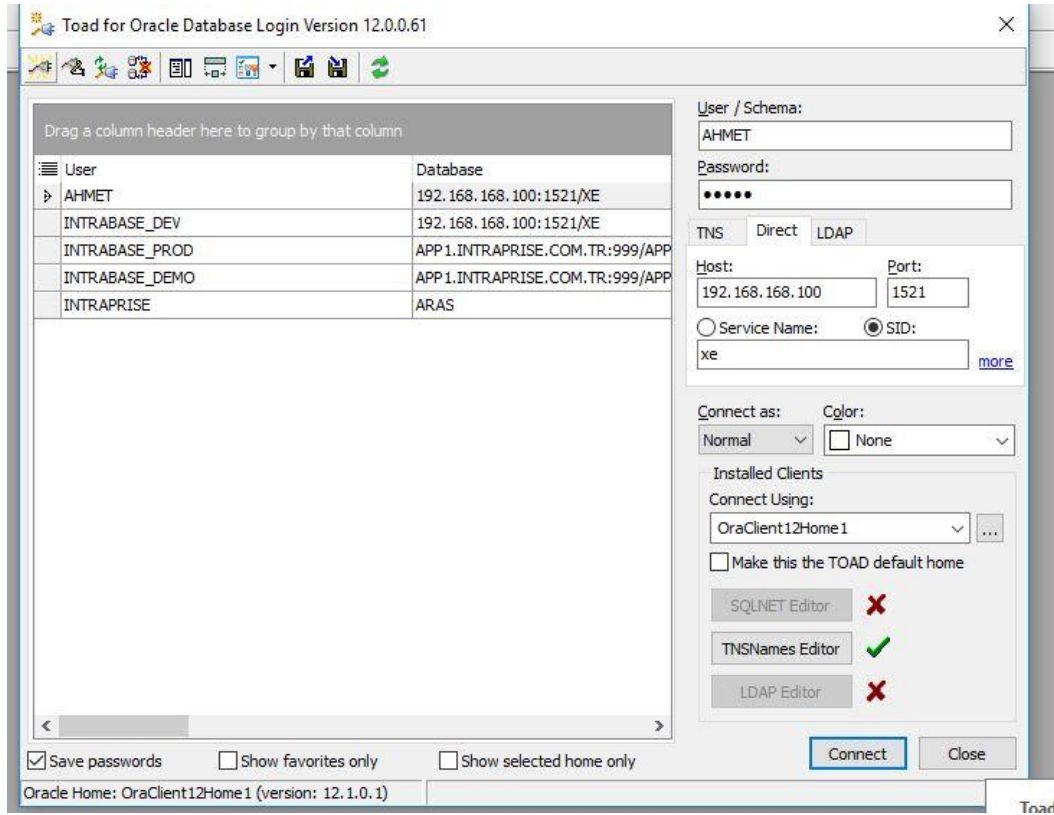 Toad for Oracle Database Login Version 12.0.0.61
Drag a column header here to group by that column
User Database
AHMET 192.168.168.100:1521/XE
INTRABASE_DEV 192.168.168.100:1521/XE
INTRABASE_PROD APP1.INTRAPRISE.COM.TR:999/APP
INTRABASE_DEMO APP1.INTRAPRISE.COM.TR:999/APP
INTRAPRISE ARAS
User / Schema:
AHMET
Password:
•••••
TNS Direct LDAP
Host: Port:
192.168.168.100 1521
Service Name: SID:
xe
more
Connect as: Color:
Normal None
Installed Clients
Connect Using:
OraClient12Home1 ...
Make this the TOAD default home
SQLNET Editor
TNSNames Editor
LDAP Editor
Save passwords Show favorites only Show selected home only
Connect Close
Oracle Home: OraClient12Home1 (version: 12.1.0.1)
Toad